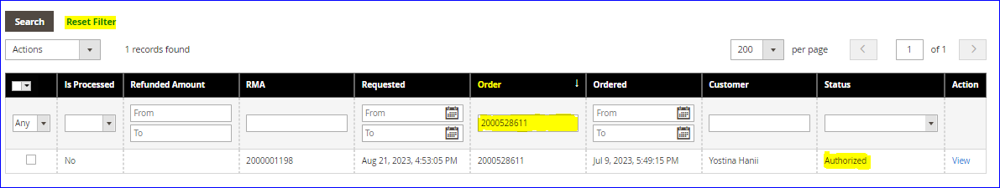 Search Reset Filter
Actions 1 records found 200 per page 1 of 1
Is Processed Refunded Amount RMA Requested Order ↓ Ordered Customer Status Action
Any From From 2000528611 From
To To To
No 2000001198 Aug 21, 2023, 4:53:05 PM 2000528611 Jul 9, 2023, 5:49:15 PM Yostina Hanii Authorized View